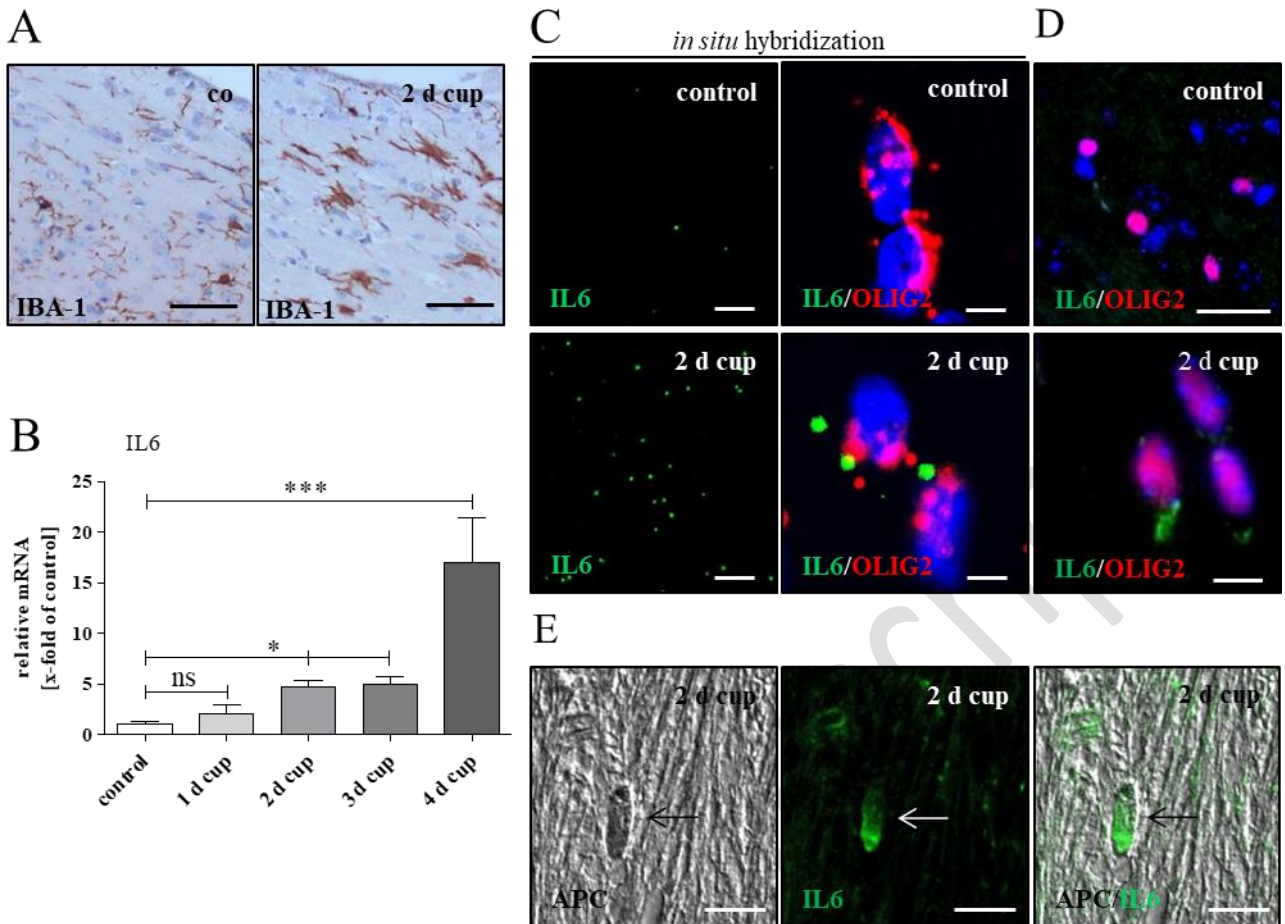 A
co
IBA-1
2 d cup
IBA-1
B
IL6
relative mRNA
[x-fold of control]
25
20
15
10
5
0
***
*
ns
control
1 d cup
2 d cup
3 d cup
4 d cup
C
in situ hybridization
control
IL6
control
IL6/OLIG2
2 d cup
IL6
2 d cup
IL6/OLIG2
D
control
IL6/OLIG2
2 d cup
IL6/OLIG2
E
2 d cup
APC
2 d cup
IL6
2 d cup
APC/IL6